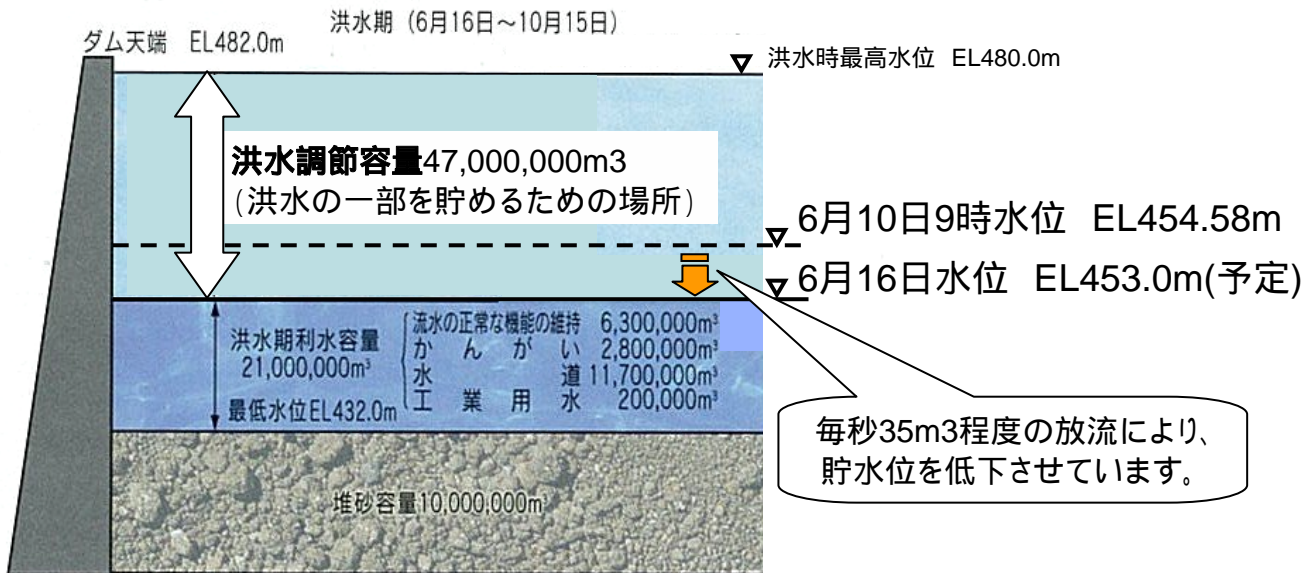 洪水期（6月16日～10月15日）
ダム天端　EL482.0m
洪水時最高水位　EL480.0m
洪水調節容量47,000,000m3
（洪水の一部を貯めるための場所）
6月10日9時水位　EL454.58m
6月16日水位　EL453.0m(予定)
洪水期利水容量
21,000,000m³
最低水位EL432.0m
流水の正常な機能の維持　6,300,000m³
かんがい　2,800,000m³
水道　11,700,000m³
工業用水　200,000m³
毎秒35m3程度の放流により、
貯水位を低下させています。
堆砂容量10,000,000m³